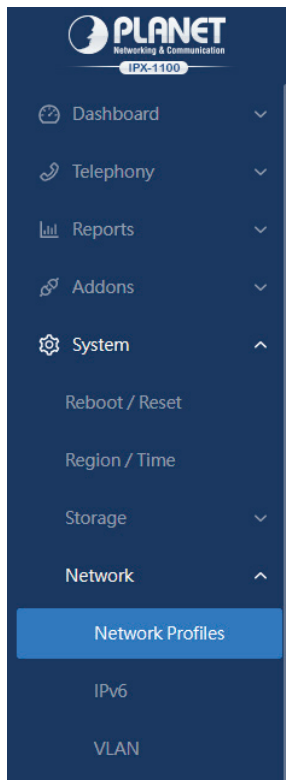 PLANET
Networking & Communication
IPX-1100
Dashboard
Telephony
Reports
Addons
System
Reboot / Reset
Region / Time
Storage
Network
Network Profiles
IPv6
VLAN